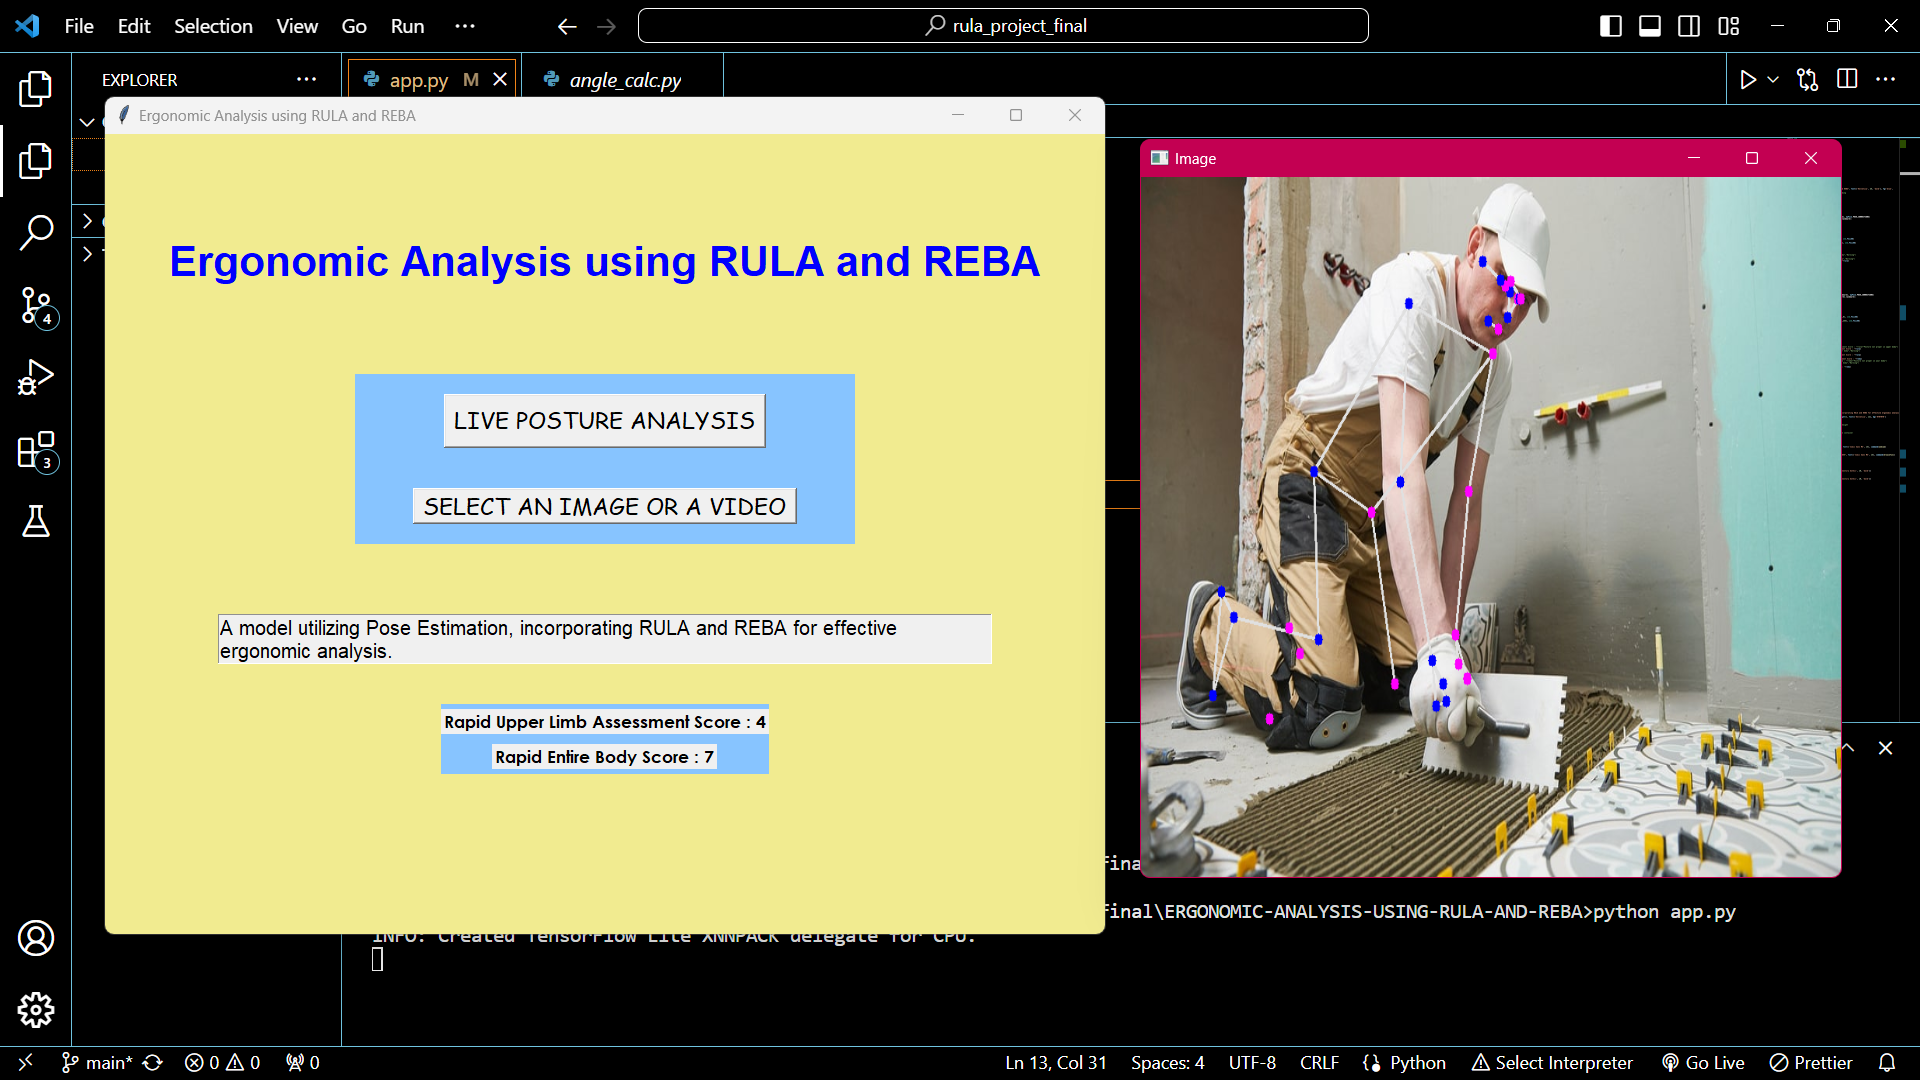 File Edit Selection View Go Run ···
rula_project_final
EXPLORER ···
app.py M
angle_calc.py
Ergonomic Analysis using RULA and REBA
Image
Ergonomic Analysis using RULA and REBA
LIVE POSTURE ANALYSIS
SELECT AN IMAGE OR A VIDEO
A model utilizing Pose Estimation, incorporating RULA and REBA for effective
ergonomic analysis.
Rapid Upper Limb Assessment Score : 4
Rapid Entire Body Score : 7
4
3
final\ERGONOMIC-ANALYSIS-USING-RULA-AND-REBA>python app.py
INFO: Created TensorFlow Lite XNNPACK delegate for CPU.
main* 0 0 0 Ln 13, Col 31 Spaces: 4 UTF-8 CRLF Python Select Interpreter Go Live Prettier